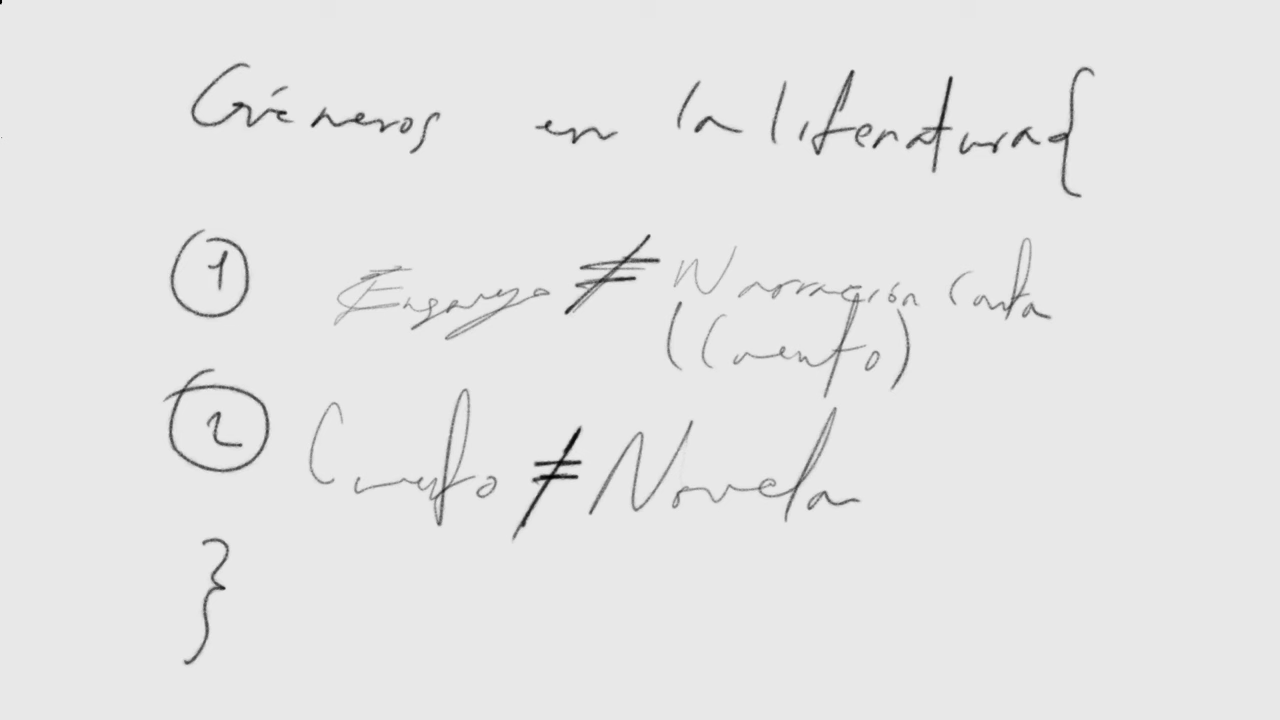 Géneros en la literatura{
① Ensayo ≠ Narración corta
(Cuento)
② Cuento ≠ Novela
}